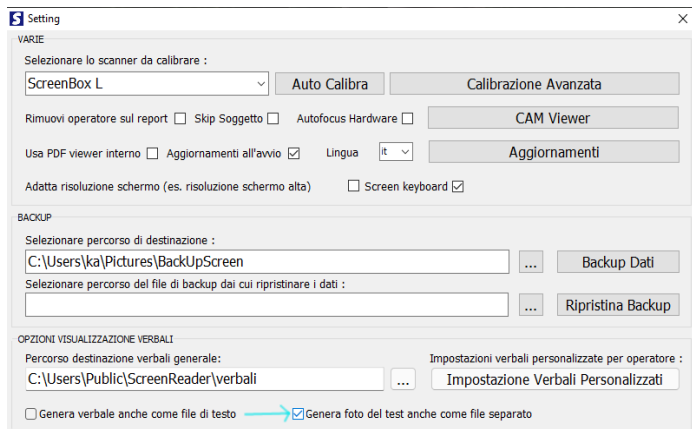 Setting
VARIE
Selezionare lo scanner da calibrare :
ScreenBox L Auto Calibra Calibrazione Avanzata
Rimuovi operatore sul report Skip Soggetto Autofocus Hardware CAM Viewer
Usa PDF viewer interno Aggiornamenti all'avvio Lingua it Aggiornamenti
Adatta risoluzione schermo (es. risoluzione schermo alta) Screen keyboard
BACKUP
Selezionare percorso di destinazione :
C:\Users\ka\Pictures\BackUpScreen ... Backup Dati
Selezionare percorso del file di backup dai cui ripristinare i dati :
... Ripristina Backup
OPZIONI VISUALIZZAZIONE VERBALI
Percorso destinazione verbali generale: Impostazioni verbali personalizzate per operatore :
C:\Users\Public\ScreenReader\verbali ... Impostazione Verbali Personalizzati
Genera verbale anche come file di testo Genera foto del test anche come file separato